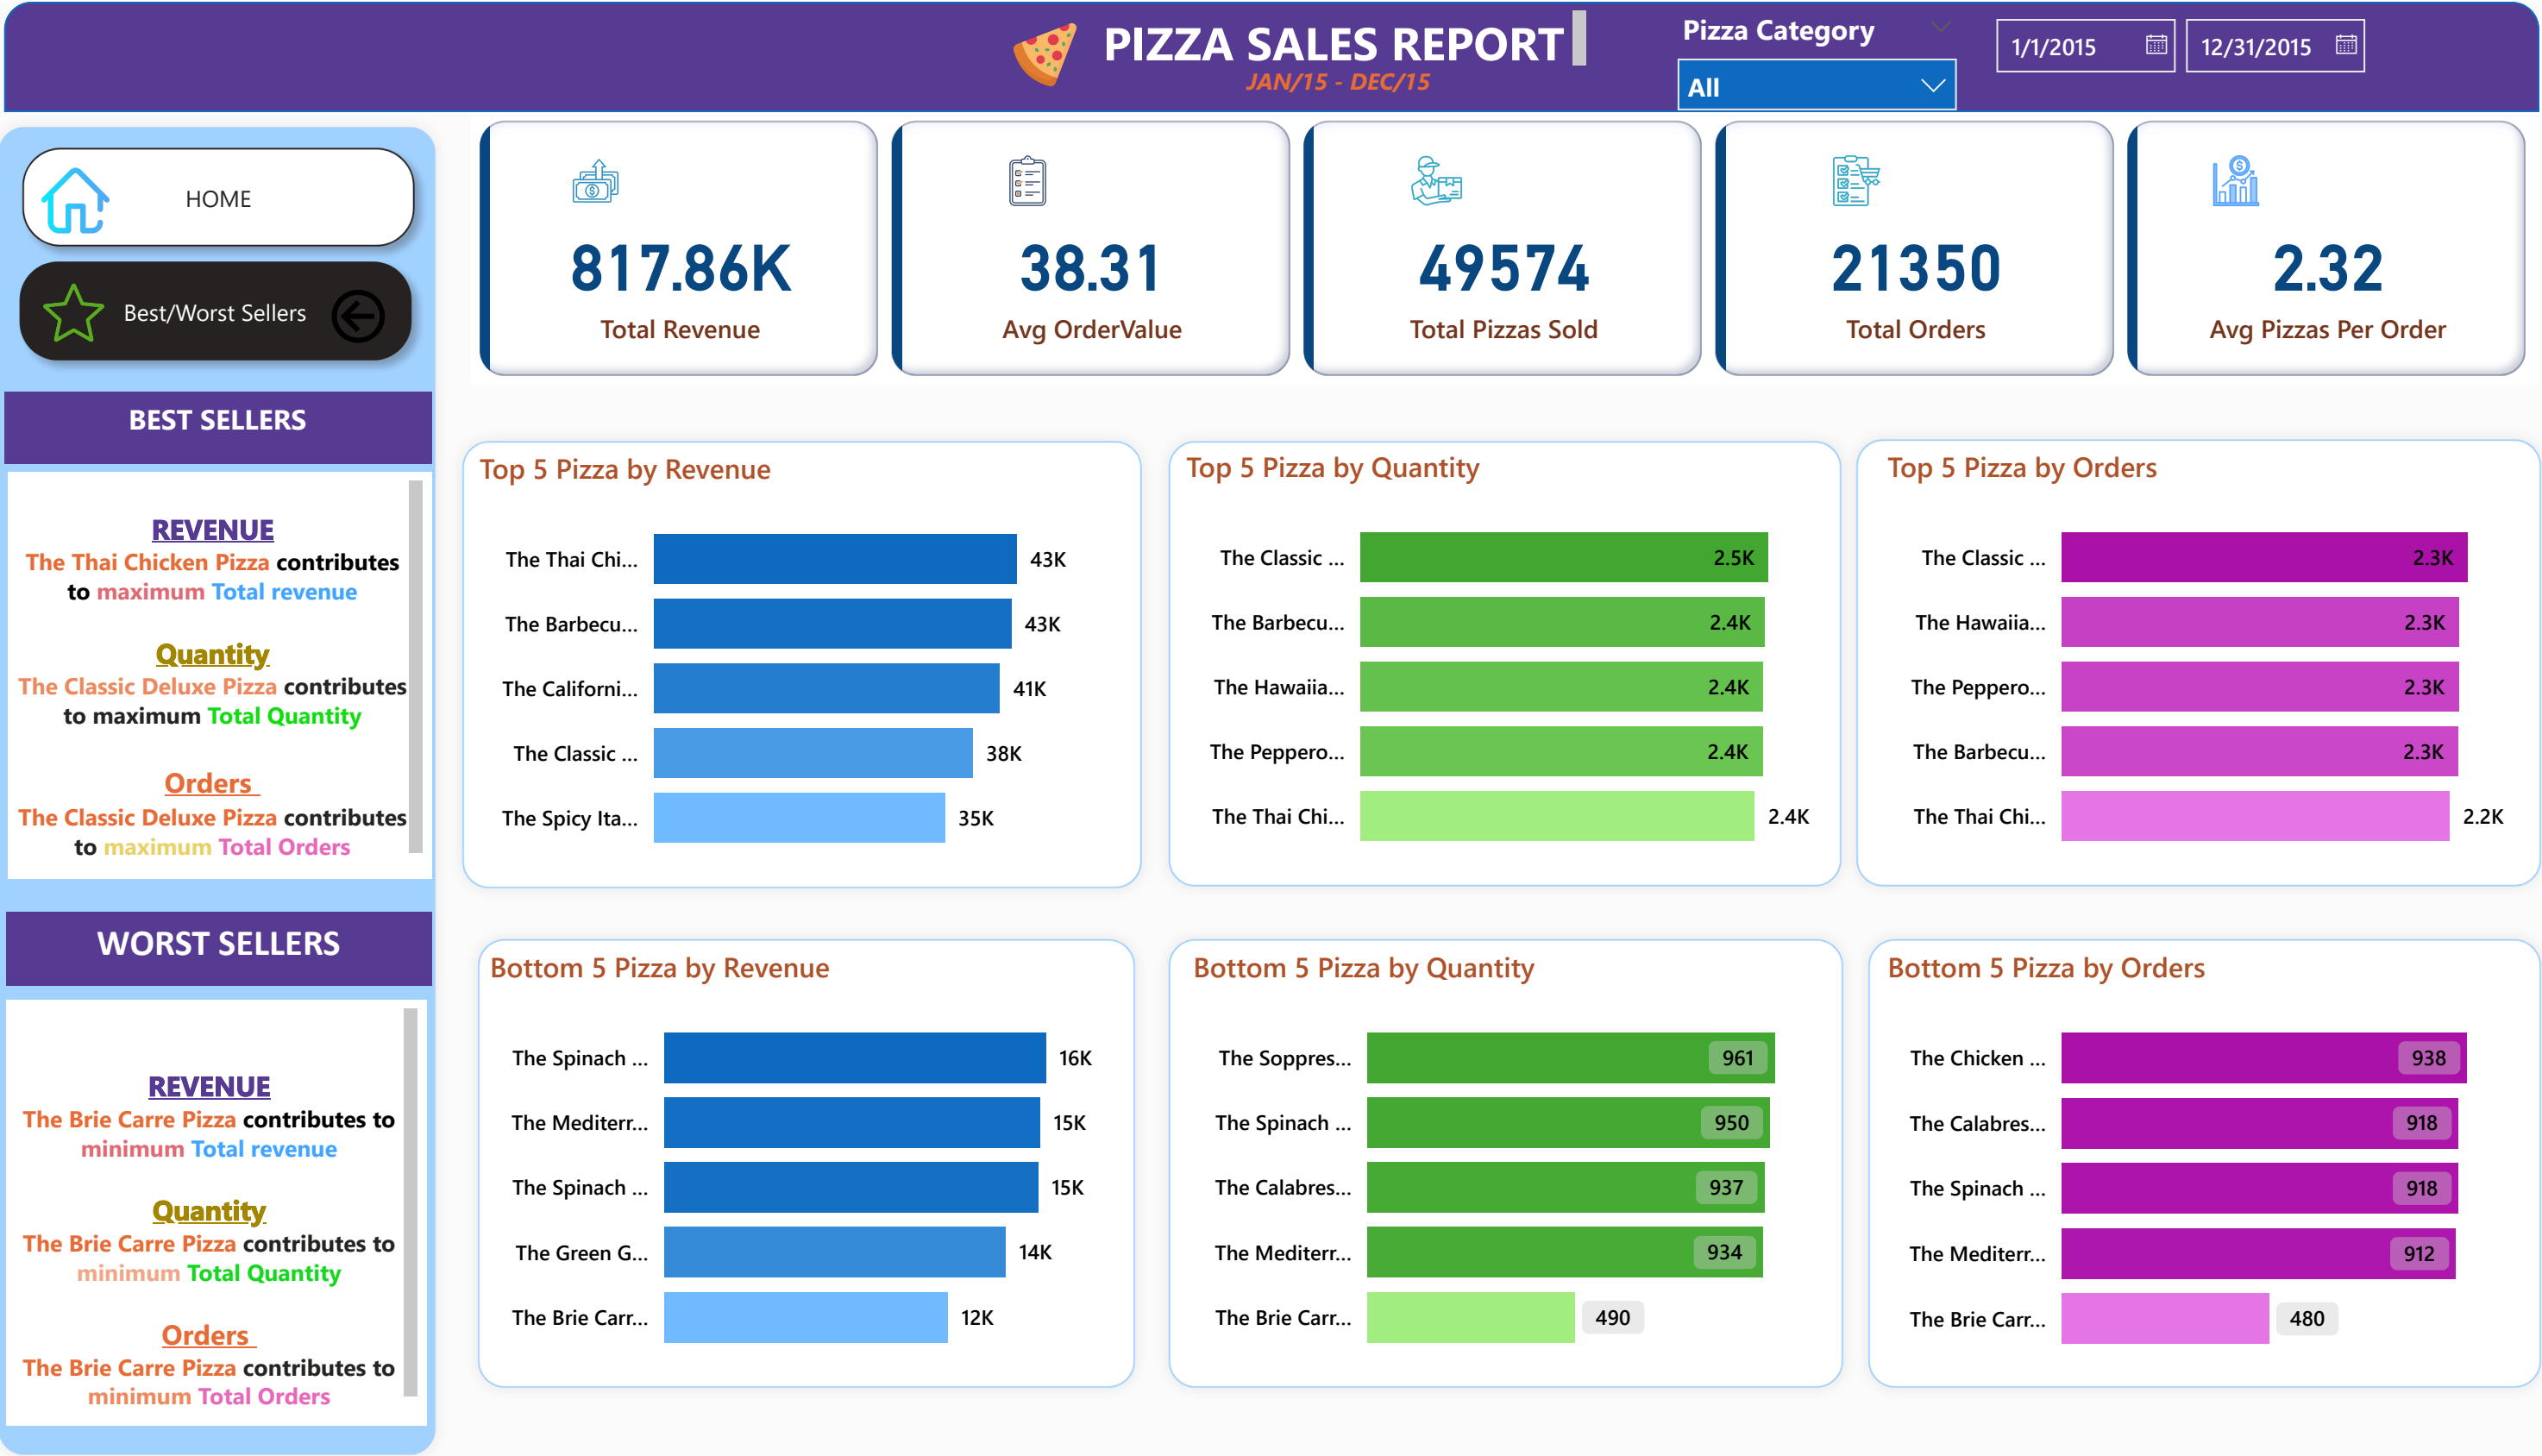 PIZZA SALES REPORT
JAN/15 - DEC/15
Pizza Category
All
1/1/2015
12/31/2015
HOME
Best/Worst Sellers
817.86K
Total Revenue
38.31
Avg OrderValue
49574
Total Pizzas Sold
21350
Total Orders
2.32
Avg Pizzas Per Order
BEST SELLERS
REVENUE
The Thai Chicken Pizza contributes
to maximum Total revenue
Quantity
The Classic Deluxe Pizza contributes
to maximum Total Quantity
Orders
The Classic Deluxe Pizza contributes
to maximum Total Orders
WORST SELLERS
REVENUE
The Brie Carre Pizza contributes to
minimum Total revenue
Quantity
The Brie Carre Pizza contributes to
minimum Total Quantity
Orders
The Brie Carre Pizza contributes to
minimum Total Orders
Top 5 Pizza by Revenue
The Thai Chi... 43K
The Barbecu... 43K
The Californi... 41K
The Classic ... 38K
The Spicy Ita... 35K
Top 5 Pizza by Quantity
The Classic ... 2.5K
The Barbecu... 2.4K
The Hawaiia... 2.4K
The Peppero... 2.4K
The Thai Chi... 2.4K
Top 5 Pizza by Orders
The Classic ... 2.3K
The Hawaiia... 2.3K
The Peppero... 2.3K
The Barbecu... 2.3K
The Thai Chi... 2.2K
Bottom 5 Pizza by Revenue
The Spinach ... 16K
The Mediterr... 15K
The Spinach ... 15K
The Green G... 14K
The Brie Carr... 12K
Bottom 5 Pizza by Quantity
The Soppres... 961
The Spinach ... 950
The Calabres... 937
The Mediterr... 934
The Brie Carr... 490
Bottom 5 Pizza by Orders
The Chicken ... 938
The Calabres... 918
The Spinach ... 918
The Mediterr... 912
The Brie Carr... 480